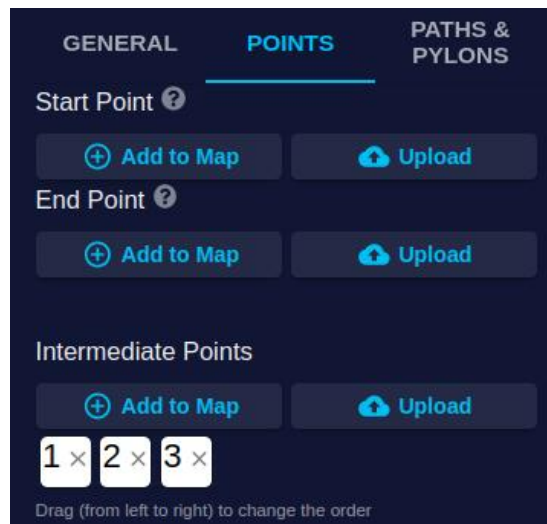 GENERAL POINTS PATHS & PYLONS
Start Point ?
Add to Map Upload
End Point ?
Add to Map Upload
Intermediate Points
Add to Map Upload
1 × 2 × 3 ×
Drag (from left to right) to change the order